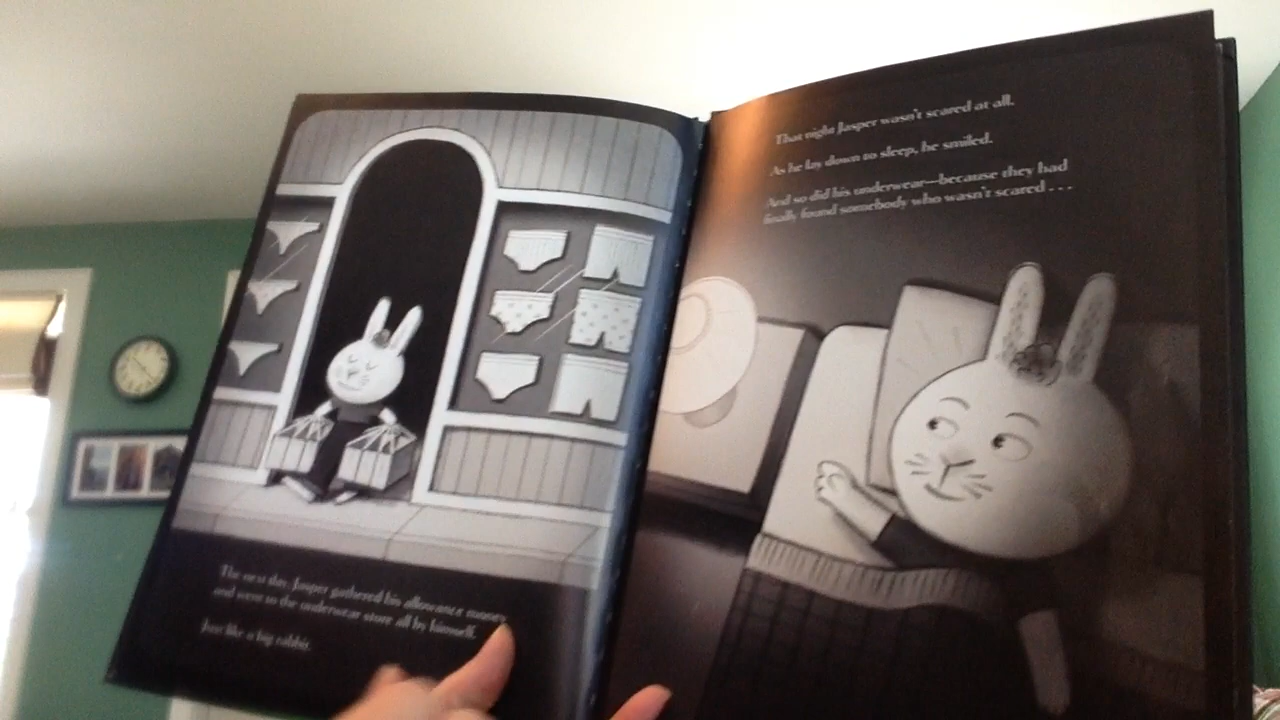 The next day, Jasper gathered his allowance money
and went to the underwear store all by himself.
Just like a big rabbit.
That night Jasper wasn't scared at all.
As he lay down to sleep, he smiled.
And so did his underwear—because they had
finally found somebody who wasn't scared . . .